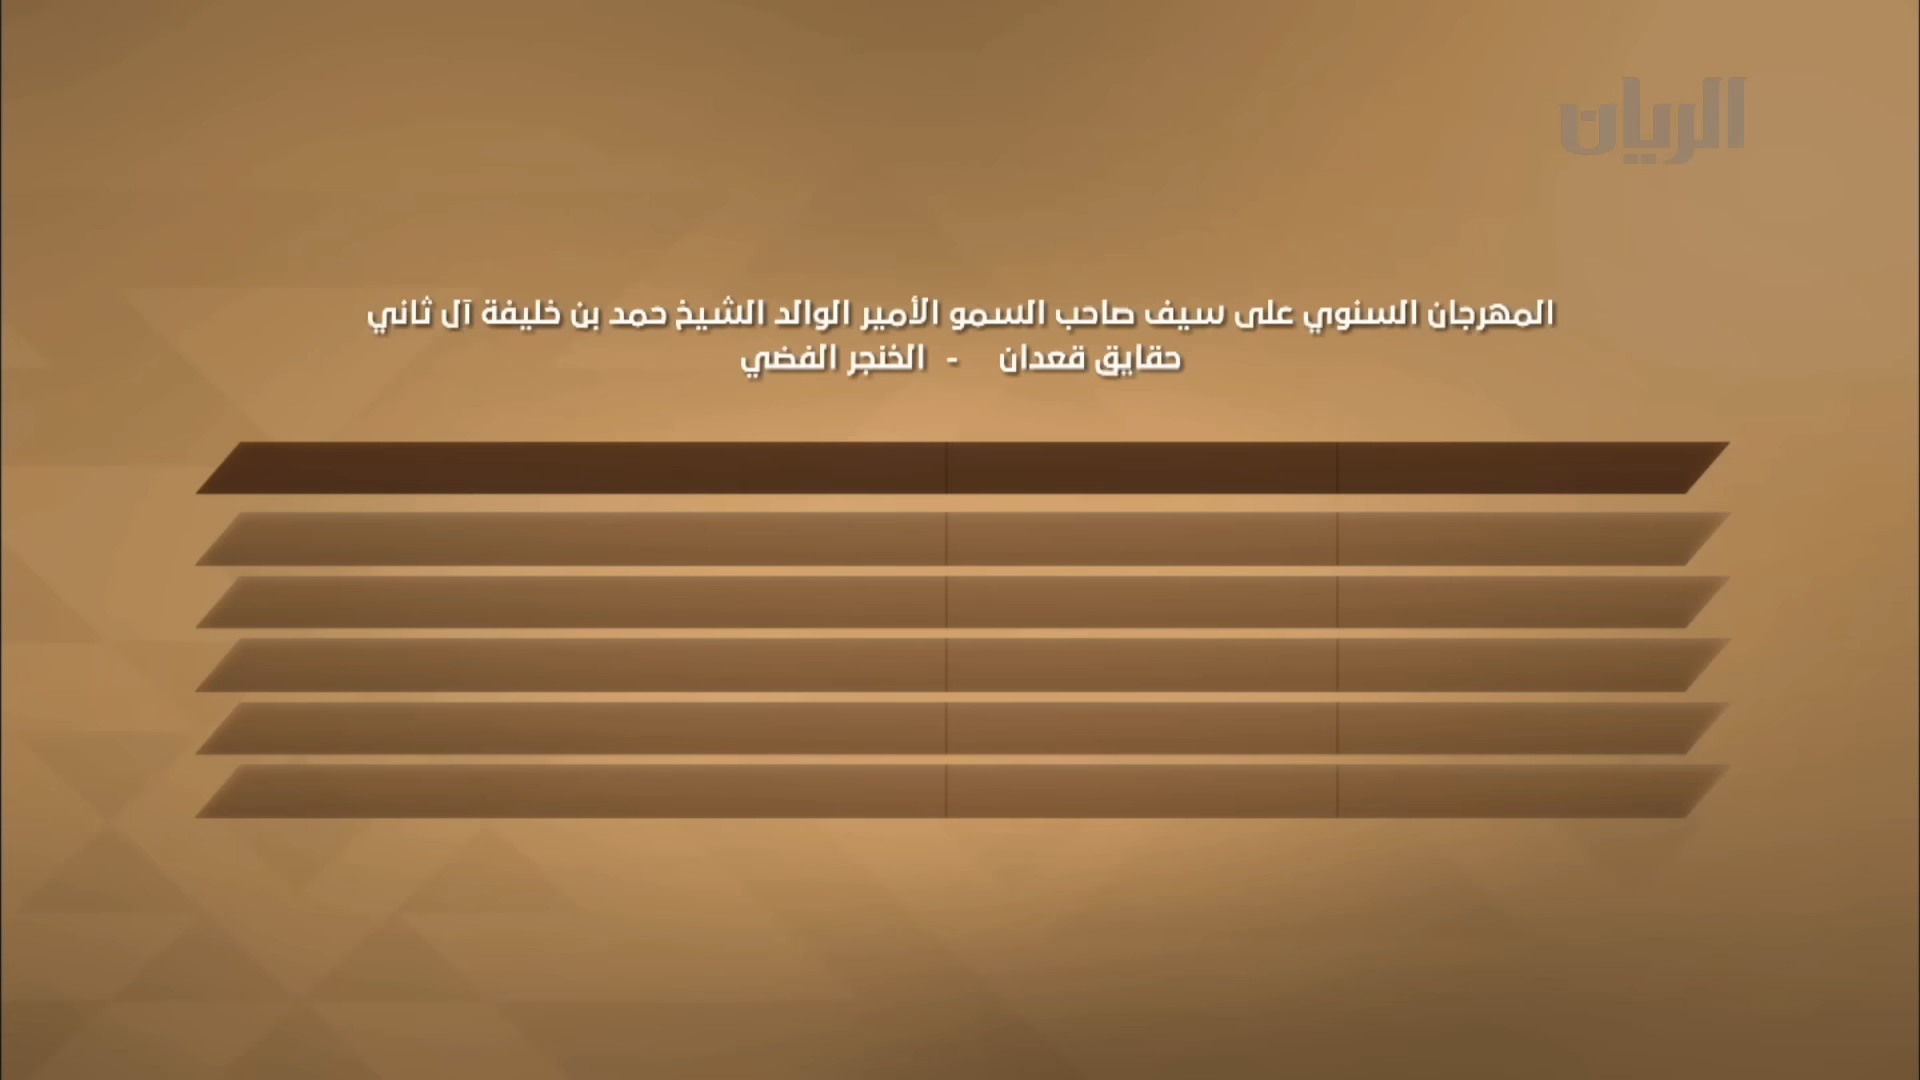 الريان
المهرجان السنوي على سيف صاحب السمو الأمير الوالد الشيخ حمد بن خليفة آل ثاني
حقايق قعدان - الخنجر الفضي